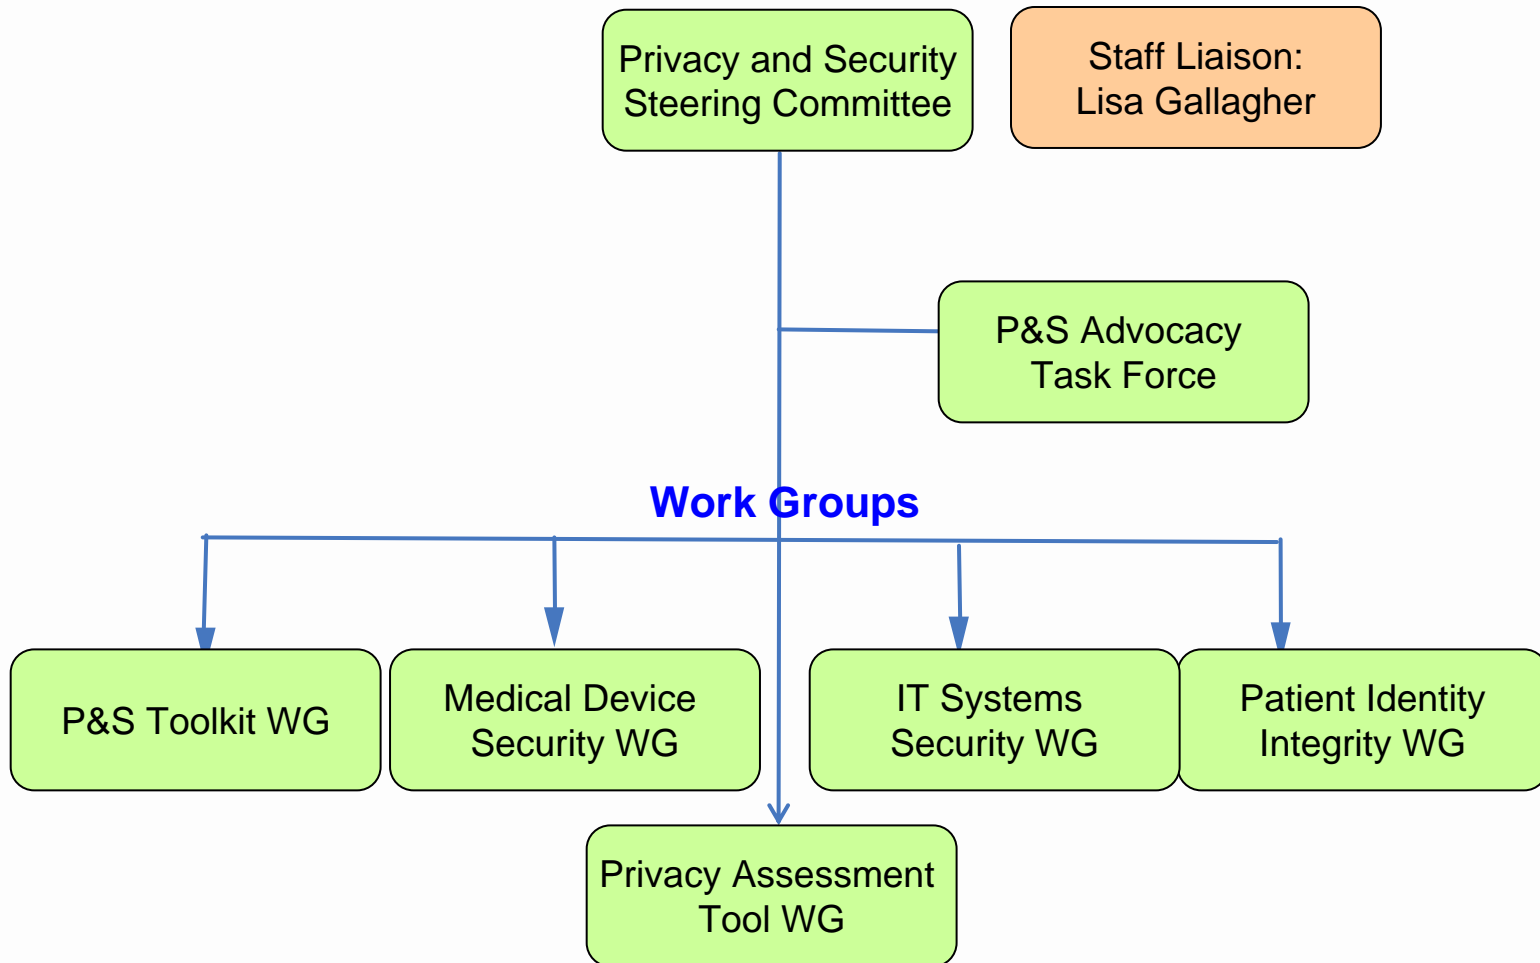 Privacy and Security
Steering Committee
Staff Liaison:
Lisa Gallagher
P&S Advocacy
Task Force
Work Groups
P&S Toolkit WG
Medical Device
Security WG
IT Systems
Security WG
Patient Identity
Integrity WG
Privacy Assessment
Tool WG